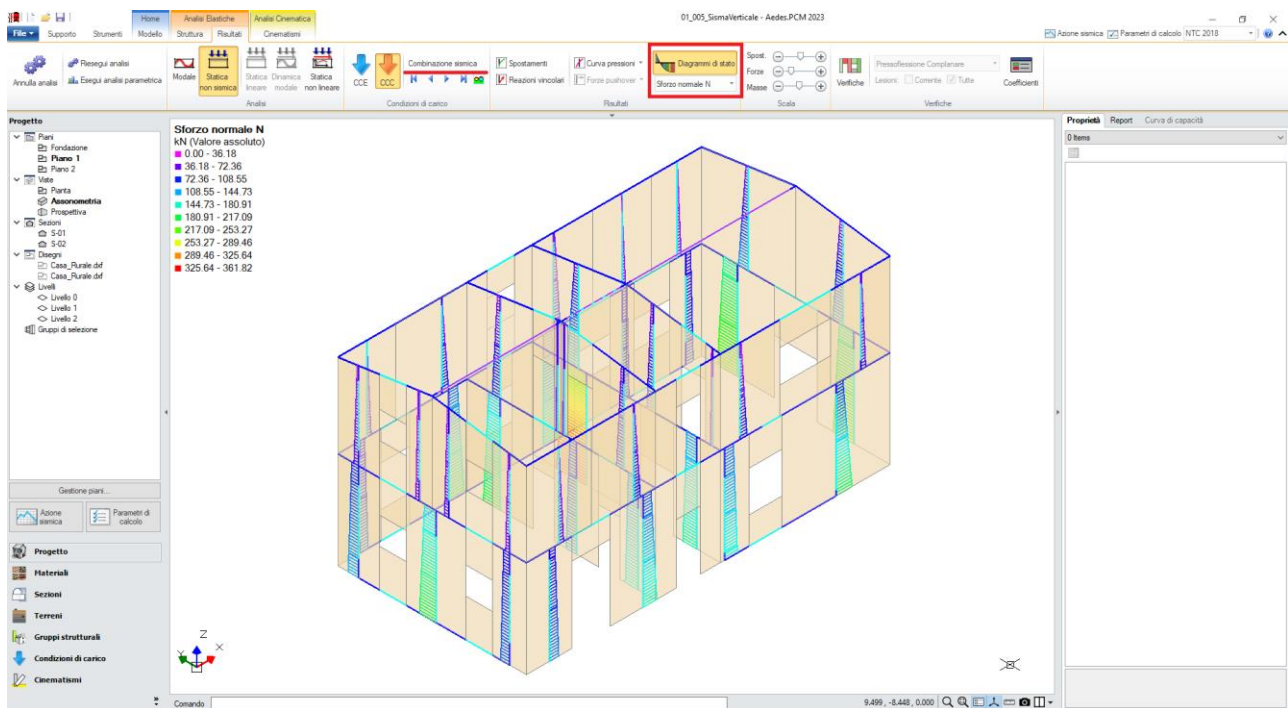 Home Analisi Elastiche Analisi Cinematica 01_005_SismaVerticale - Aedes.PCM 2023
File Supporto Strumenti Modello Struttura Risultati Cinematismi Azione sismica Parametri di calcolo NTC 2018
Annulla analisi
Riesegui analisi
Esegui analisi parametrica
Modale
Statica non sismica
Statica lineare
Dinamica modale
Statica non lineare
Analisi
CCE
CCC
Combinazione sismica
Condizioni di carico
Spostamenti
Reazioni vincolari
Curva pressioni
Forze pushover
Diagrammi di stato
Sforzo normale N
Risultati
Spost.
Forze
Masse
Scala
Verifiche
Pressoflessione Complanare
Lesioni: Corrente Tutte
Coefficienti
Verifiche
Progetto
Piani
Fondazione
Piano 1
Piano 2
Viste
Pianta
Assonometria
Prospettiva
Sezioni
S-01
S-02
Disegni
Casa_Rurale.dxf
Casa_Rurale.dxf
Livelli
Livello 0
Livello 1
Livello 2
Gruppi di selezione
Gestione piani...
Azione sismica
Parametri di calcolo
Progetto
Materiali
Sezioni
Terreni
Gruppi strutturali
Condizioni di carico
Cinematismi
Sforzo normale N
kN (Valore assoluto)
0.00 - 36.18
36.18 - 72.36
72.36 - 108.55
108.55 - 144.73
144.73 - 180.91
180.91 - 217.09
217.09 - 253.27
253.27 - 289.46
289.46 - 325.64
325.64 - 361.82
Z
X
Y
Proprietà Report Curva di capacità
0 Items
Comando
9.499 , -8.448, 0.000